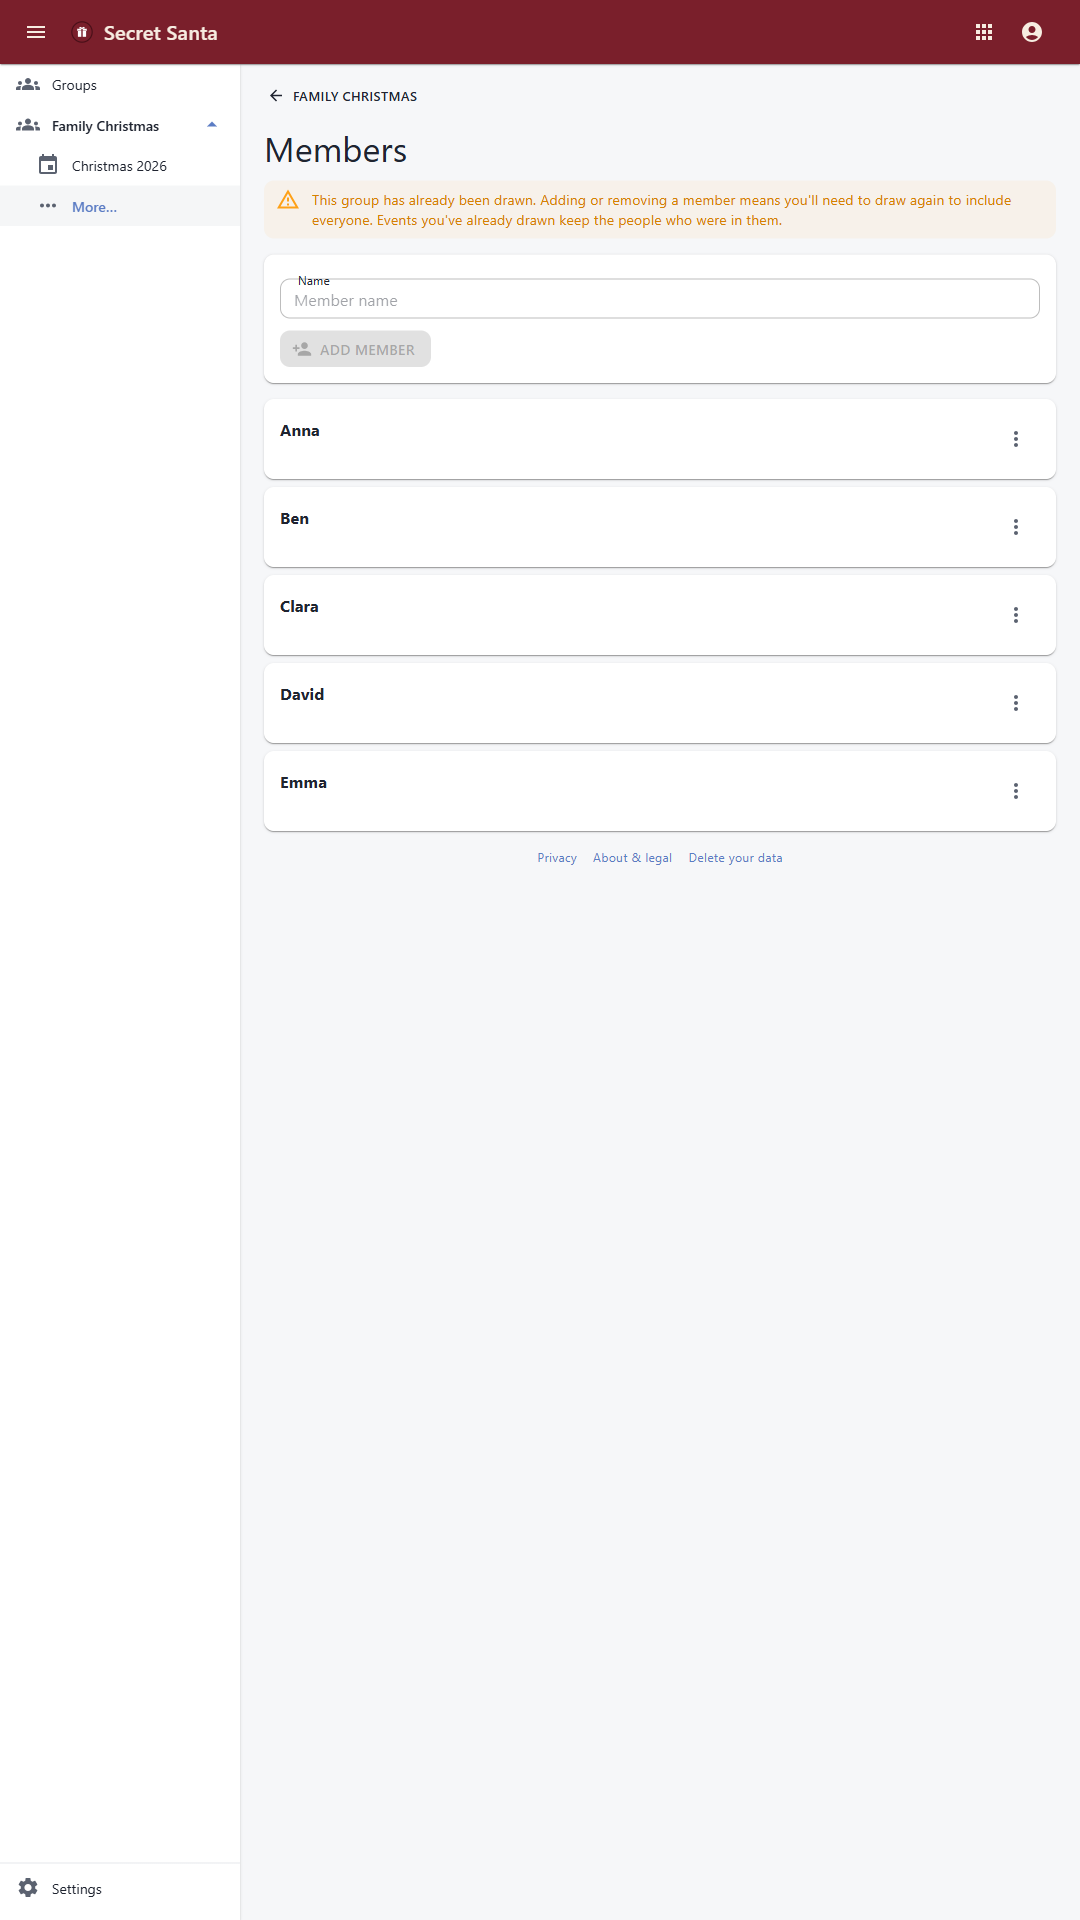 Secret Santa
Groups
Family Christmas
Christmas 2026
More...
FAMILY CHRISTMAS
Members
This group has already been drawn. Adding or removing a member means you'll need to draw again to include
everyone. Events you've already drawn keep the people who were in them.
Name
Member name
ADD MEMBER
Anna
Ben
Clara
David
Emma
Privacy About & legal Delete your data
Settings